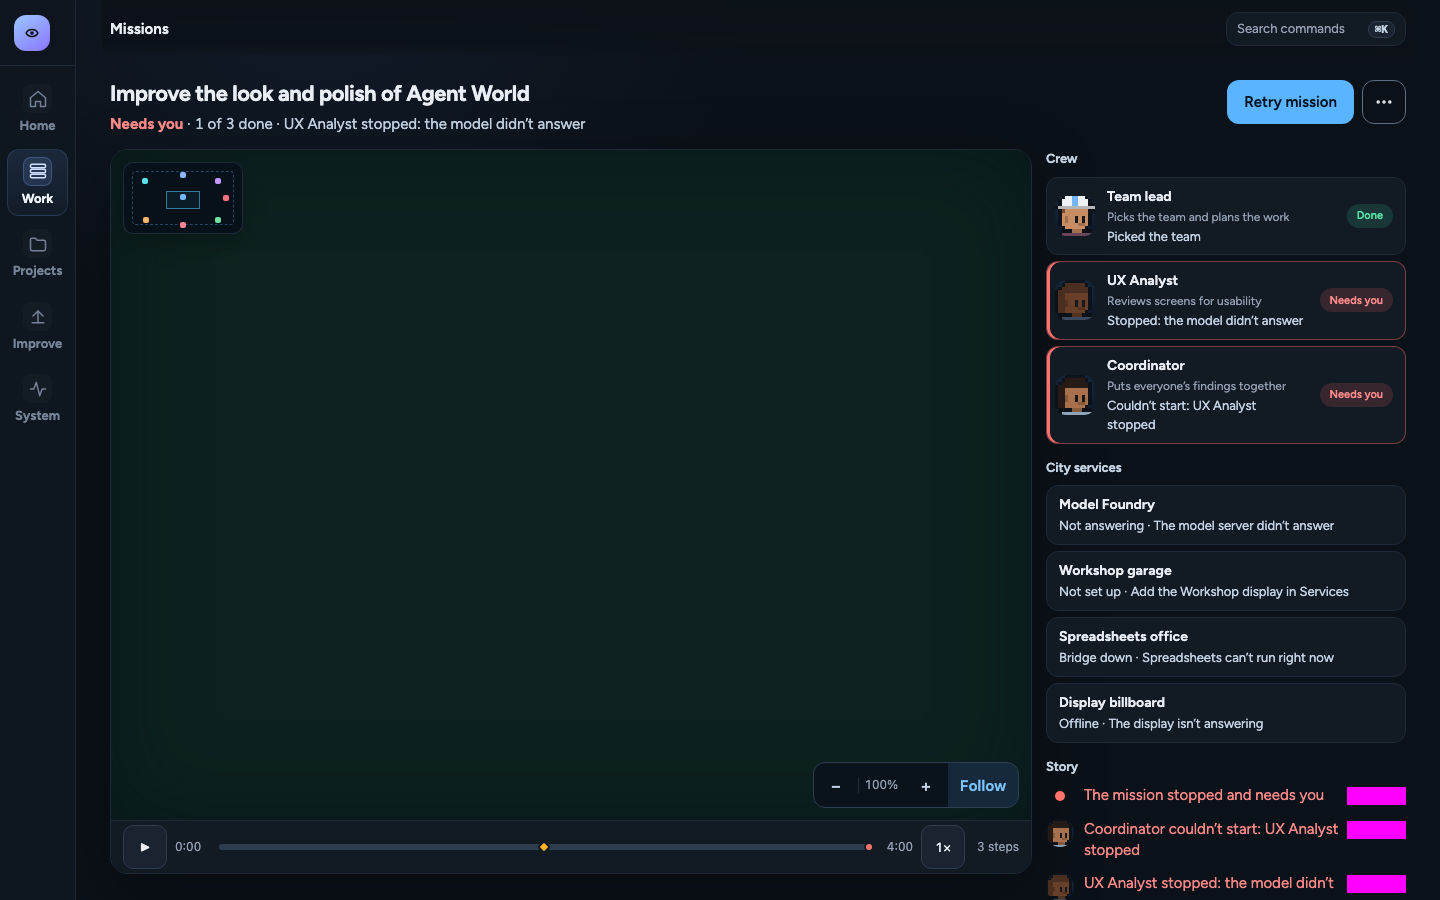 Missions
Search commands
⌘K
Home
Work
Projects
Improve
System
Improve the look and polish of Agent World
Needs you · 1 of 3 done · UX Analyst stopped: the model didn’t answer
Retry mission
100%
Follow
0:00
4:00
1×
3 steps
Crew
Team lead
Picks the team and plans the work
Picked the team
Done
UX Analyst
Reviews screens for usability
Stopped: the model didn’t answer
Needs you
Coordinator
Puts everyone’s findings together
Couldn’t start: UX Analyst
stopped
Needs you
City services
Model Foundry
Not answering · The model server didn’t answer
Workshop garage
Not set up · Add the Workshop display in Services
Spreadsheets office
Bridge down · Spreadsheets can’t run right now
Display billboard
Offline · The display isn’t answering
Story
The mission stopped and needs you
Coordinator couldn’t start: UX Analyst
stopped
UX Analyst stopped: the model didn’t